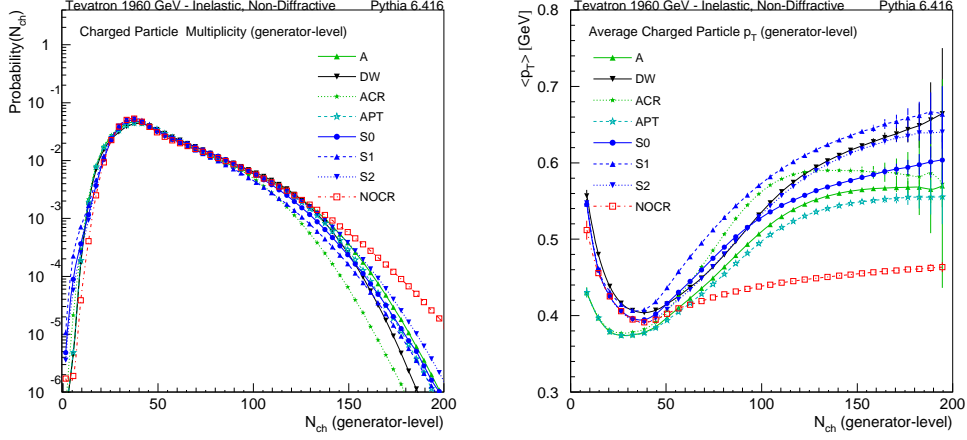 Tevatron 1960 GeV - Inelastic, Non-Diffractive Pythia 6.416
Charged Particle Multiplicity (generator-level)
Probability(N_ch)
A
DW
ACR
APT
S0
S1
S2
NOCR
1
10^-1
10^-2
10^-3
10^-4
10^-5
10^-6
0 50 100 150 200
N_ch (generator-level)
Tevatron 1960 GeV - Inelastic, Non-Diffractive Pythia 6.416
Average Charged Particle p_T (generator-level)
<p_T> [GeV]
A
DW
ACR
APT
S0
S1
S2
NOCR
0.8
0.7
0.6
0.5
0.4
0.3
0 50 100 150 200
N_ch (generator-level)